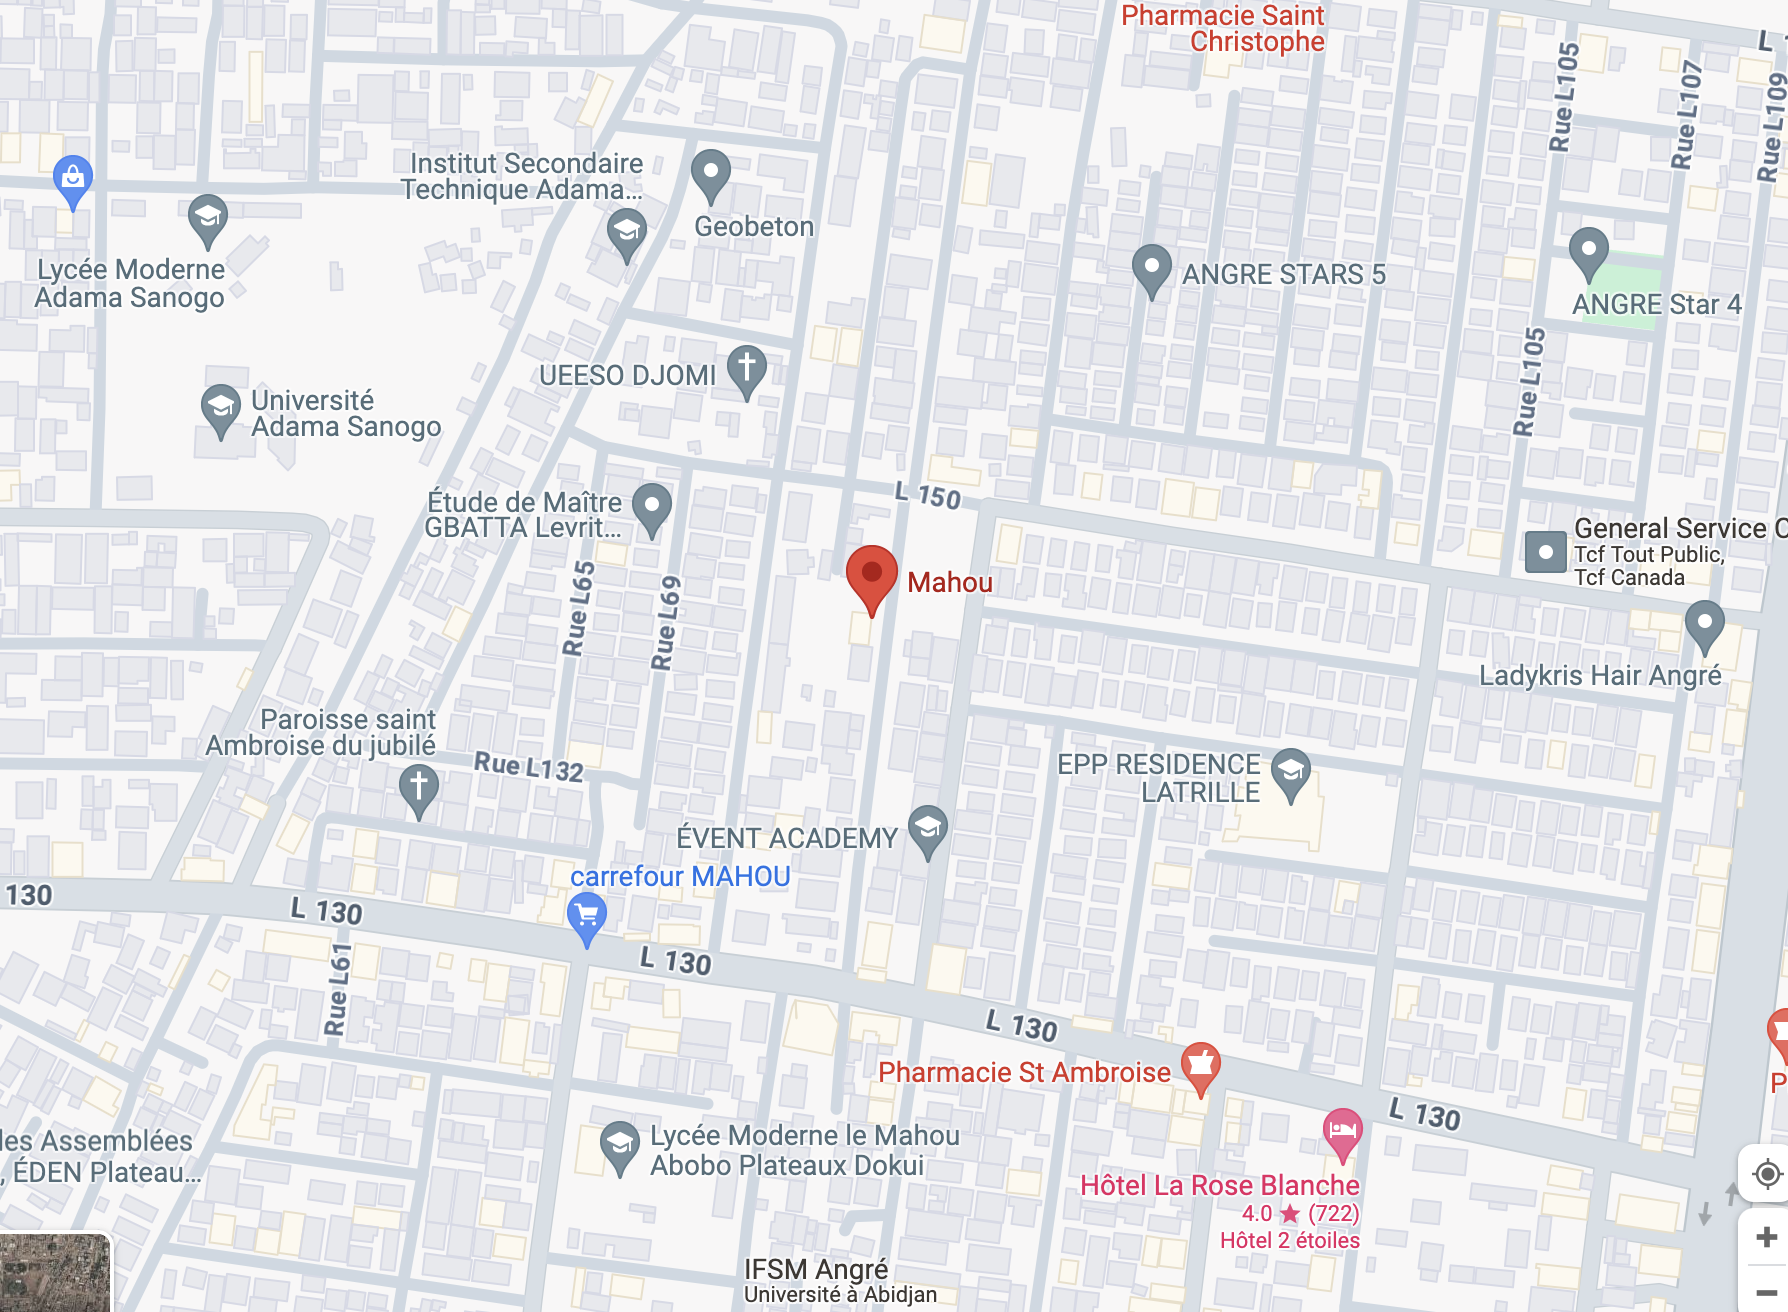 Pharmacie Saint
Christophe
L
Rue L105
Rue L107
Rue L109
Institut Secondaire
Technique Adama...
Geobeton
Lycée Moderne
Adama Sanogo
ANGRE STARS 5
ANGRE Star 4
Rue L105
UEESO DJOMI
Université
Adama Sanogo
L 150
Étude de Maître
GBATTA Levrit...
General Service C
Tcf Tout Public,
Tcf Canada
Mahou
Rue L65
Rue L69
Ladykris Hair Angré
Paroisse saint
Ambroise du jubilé
Rue L132
EPP RESIDENCE
LATRILLE
ÉVENT ACADEMY
carrefour MAHOU
130
L 130
L 130
Rue L61
L 130
Pharmacie St Ambroise
P
L 130
les Assemblées
, ÉDEN Plateau...
Lycée Moderne le Mahou
Abobo Plateaux Dokui
Hôtel La Rose Blanche
4.0 ★ (722)
Hôtel 2 étoiles
IFSM Angré
Université à Abidjan